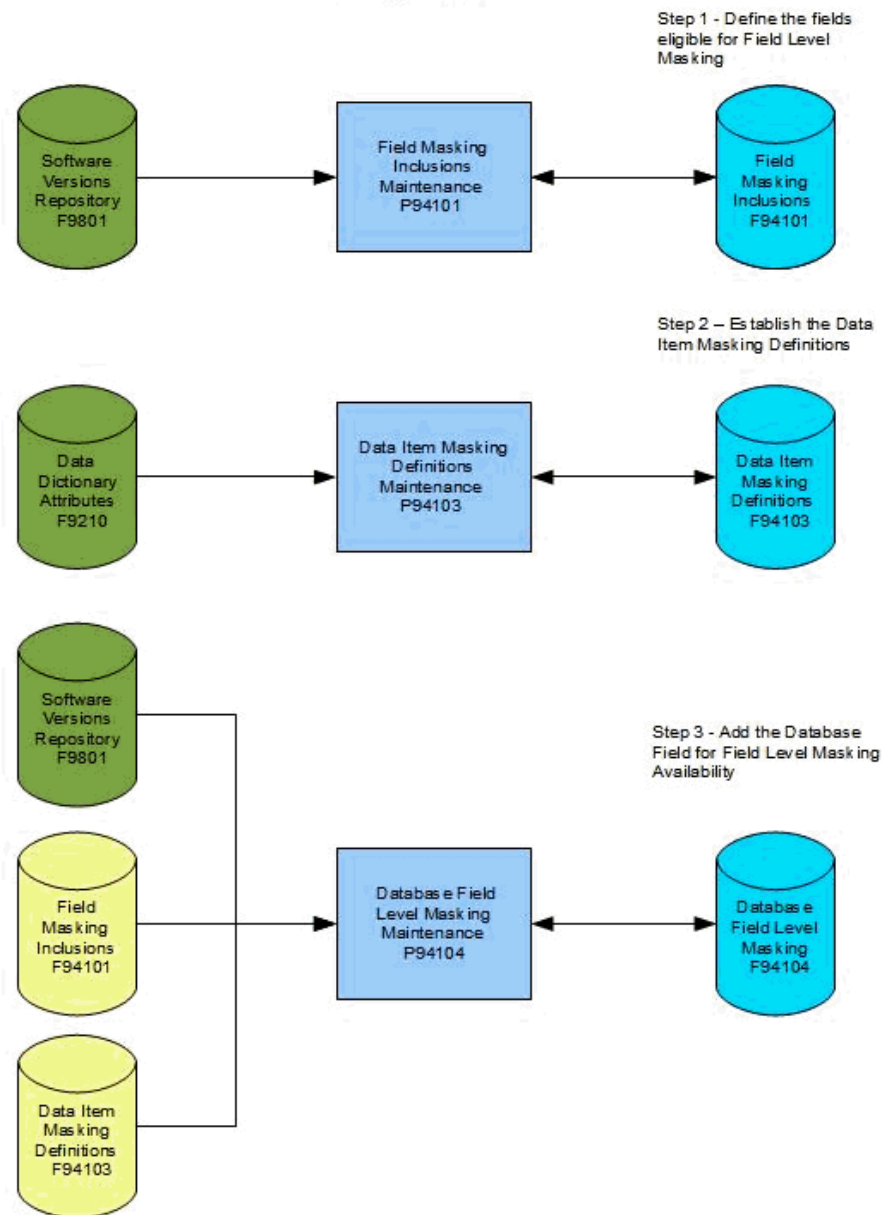 Step 1 - Define the fields
eligible for Field Level
Masking
Software
Versions
Repository
F9801
Field Masking
Inclusions
Maintenance
P94101
Field
Masking
Inclusions
F94101
Step 2 – Establish the Data
Item Masking Definitions
Data
Dictionary
Attributes
F9210
Data Item Masking
Definitions
Maintenance
P94103
Data Item
Masking
Definitions
F94103
Software
Versions
Repository
F9801
Step 3 - Add the Database
Field for Field Level Masking
Availability
Field
Masking
Inclusions
F94101
Database Field
Level Masking
Maintenance
P94104
Database
Field Level
Masking
F94104
Data Item
Masking
Definitions
F94103